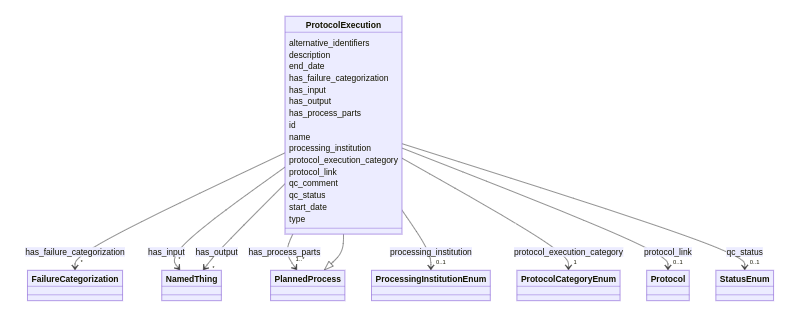 ProtocolExecution
alternative_identifiers
description
end_date
has_failure_categorization
has_input
has_output
has_process_parts
id
name
processing_institution
protocol_execution_category
protocol_link
qc_comment
qc_status
start_date
type
has_failure_categorization has_input has_output has_process_parts processing_institution protocol_execution_category protocol_link qc_status
* * * 1..* 0..1 1 0..1 0..1
FailureCategorization NamedThing PlannedProcess ProcessingInstitutionEnum ProtocolCategoryEnum Protocol StatusEnum